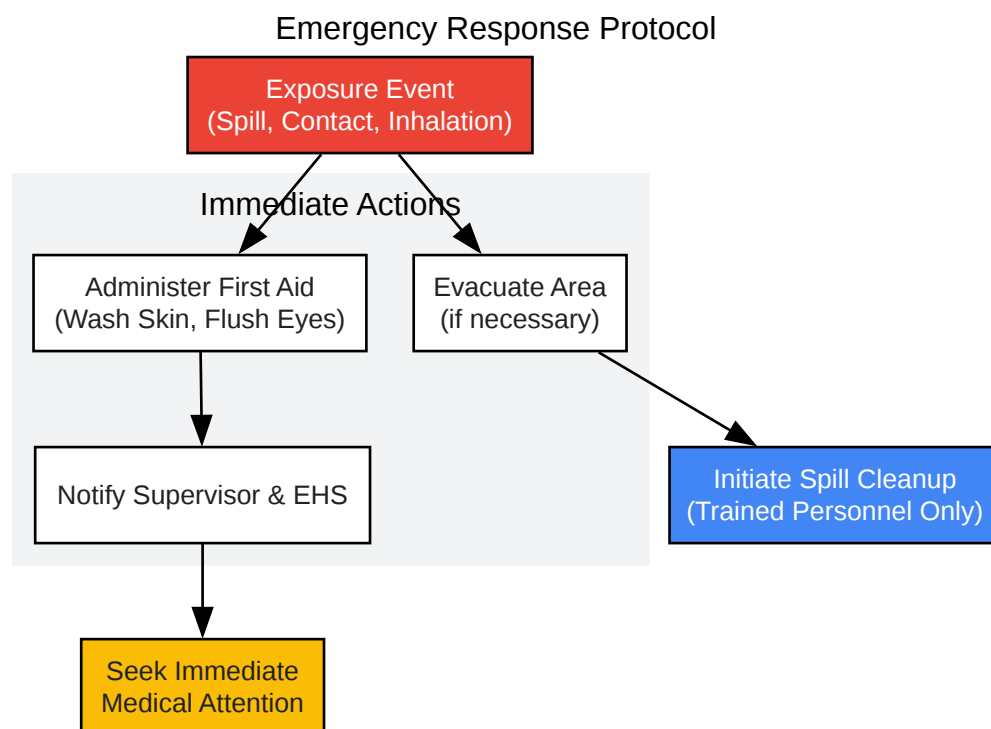 Emergency Response Protocol
Exposure Event
(Spill, Contact, Inhalation)
Immediate Actions
Administer First Aid
(Wash Skin, Flush Eyes)
Evacuate Area
(if necessary)
Notify Supervisor & EHS
Initiate Spill Cleanup
(Trained Personnel Only)
Seek Immediate
Medical Attention